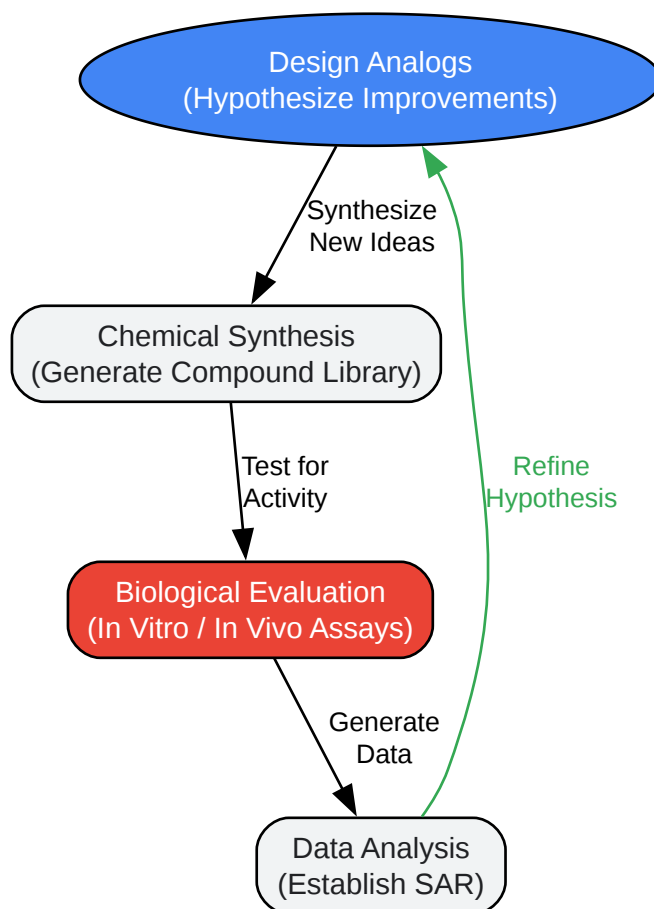 Design Analogs
(Hypothesize Improvements)
Synthesize
New Ideas
Chemical Synthesis
(Generate Compound Library)
Test for
Activity
Refine
Hypothesis
Biological Evaluation
(In Vitro / In Vivo Assays)
Generate
Data
Data Analysis
(Establish SAR)